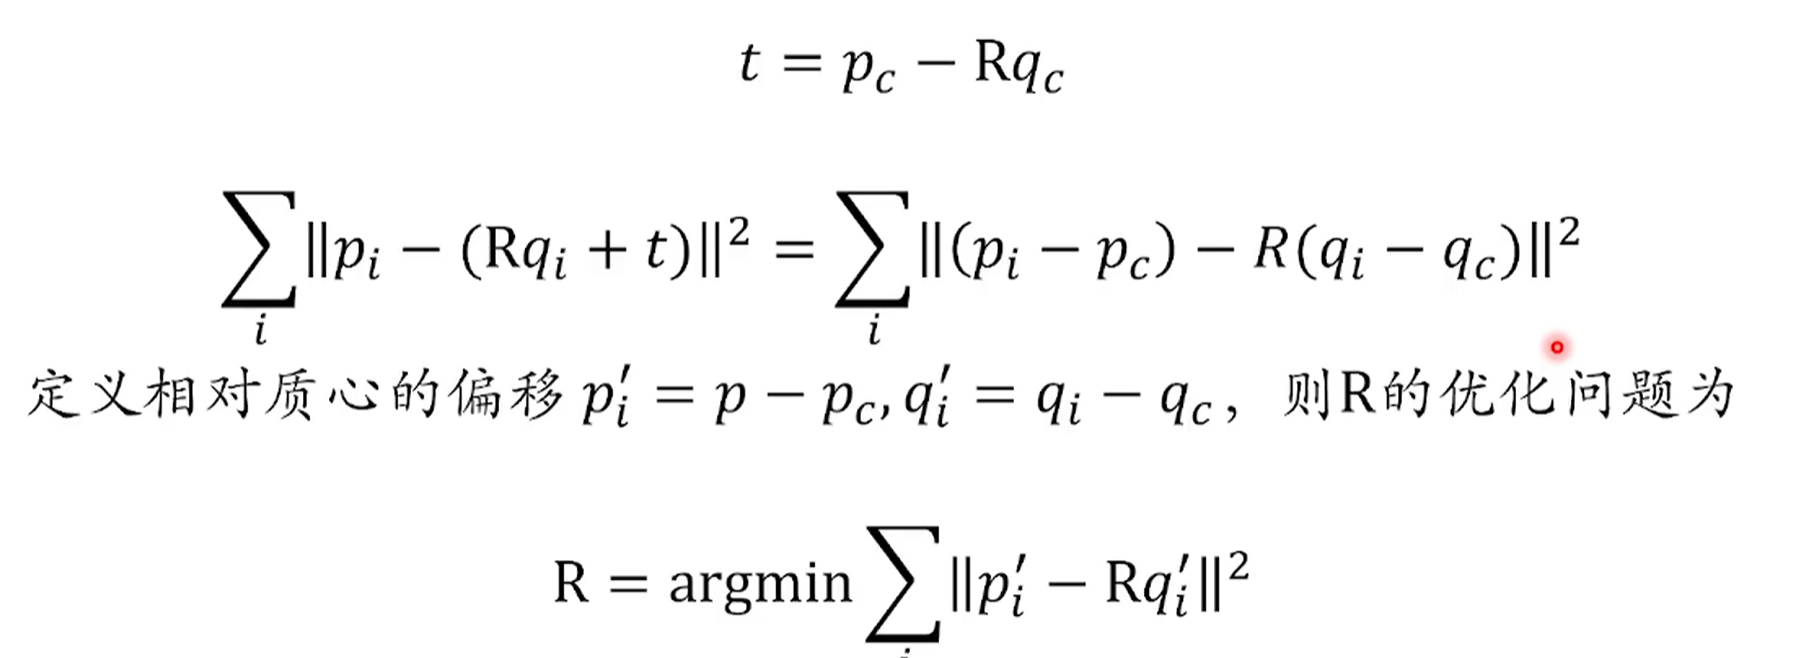 t = p_c − Rq_c
∑_i ‖p_i − (Rq_i + t)‖² = ∑_i ‖(p_i − p_c) − R(q_i − q_c)‖²
定义相对质心的偏移 p_i′ = p − p_c, q_i′ = q_i − q_c，则R的优化问题为
R = argmin ∑_i ‖p_i′ − Rq_i′‖²